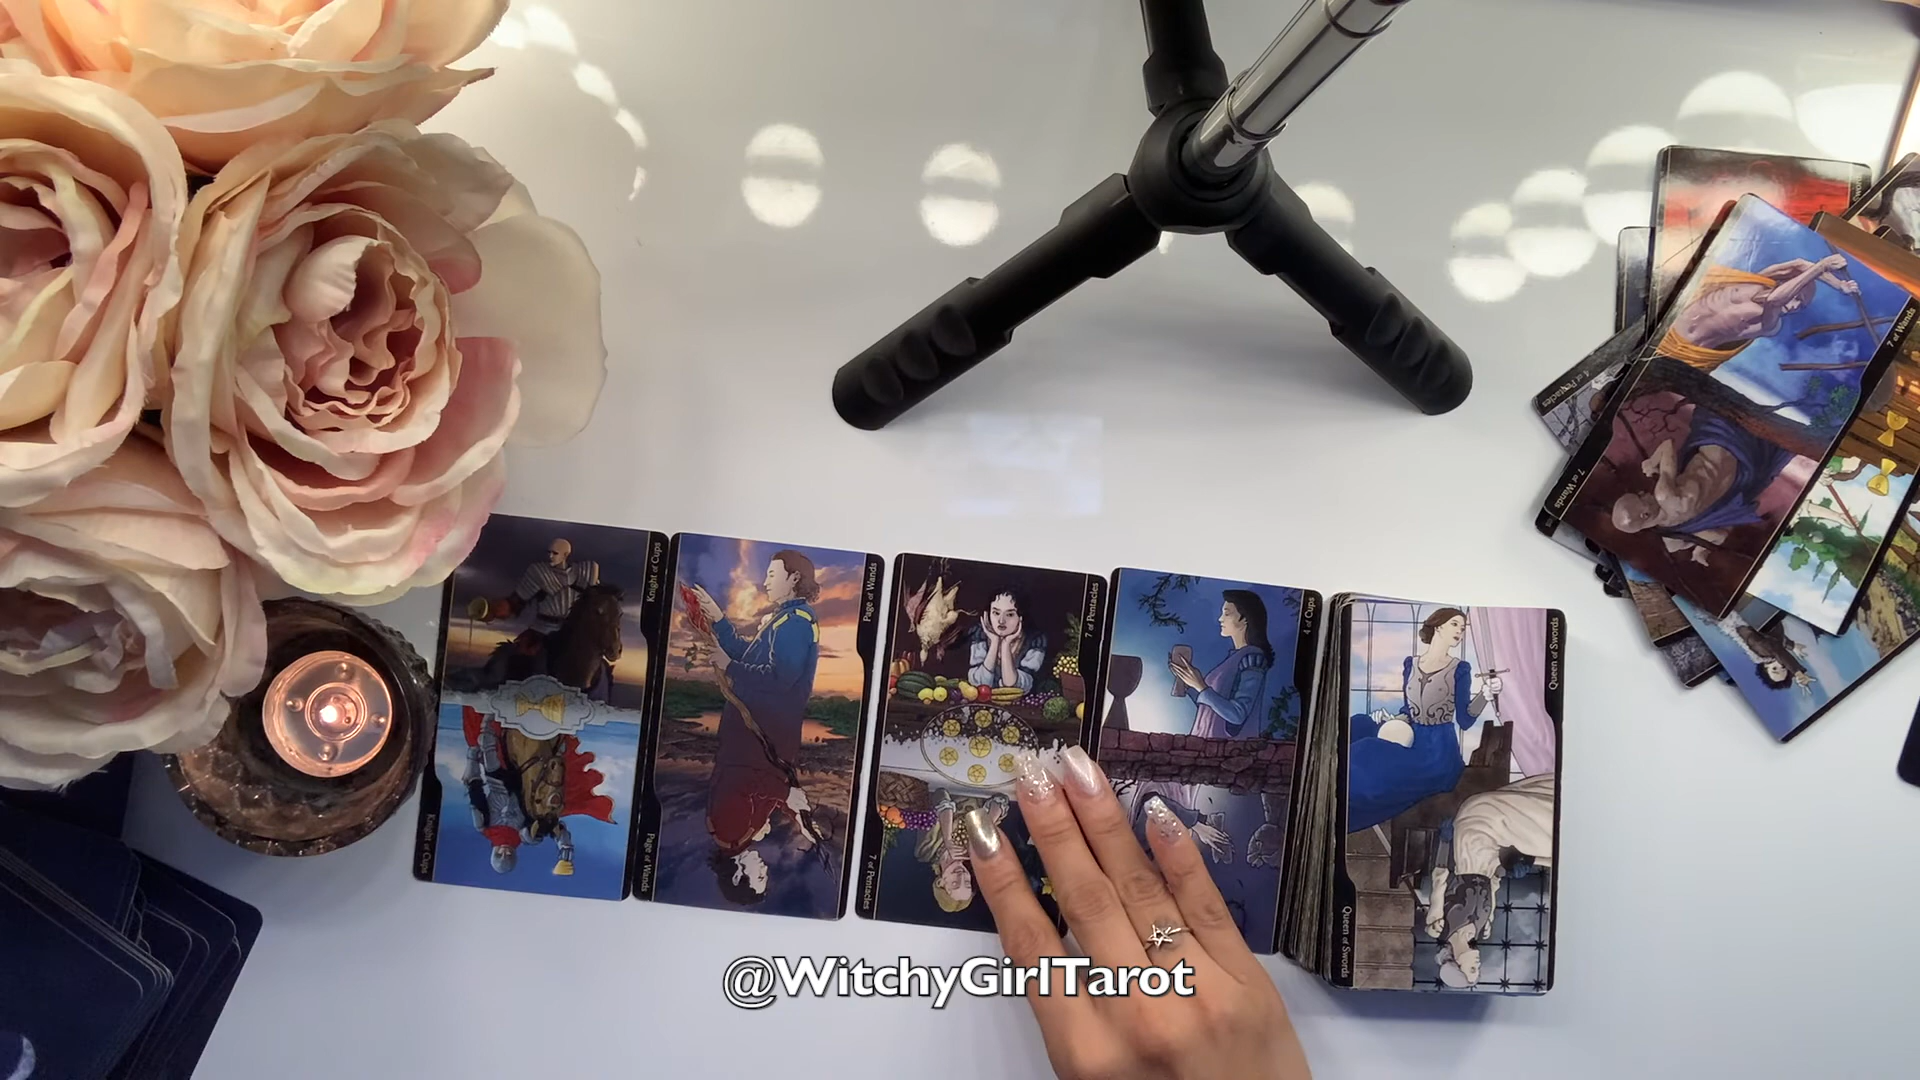 Knight of Cups
Knight of Cups
Page of Wands
Page of Wands
7 of Pentacles
7 of Pentacles
4 of Cups
Queen of Swords
Queen of Swords
4 of Pentacles
7 of Wands
7 of Wands
@WitchyGirlTarot